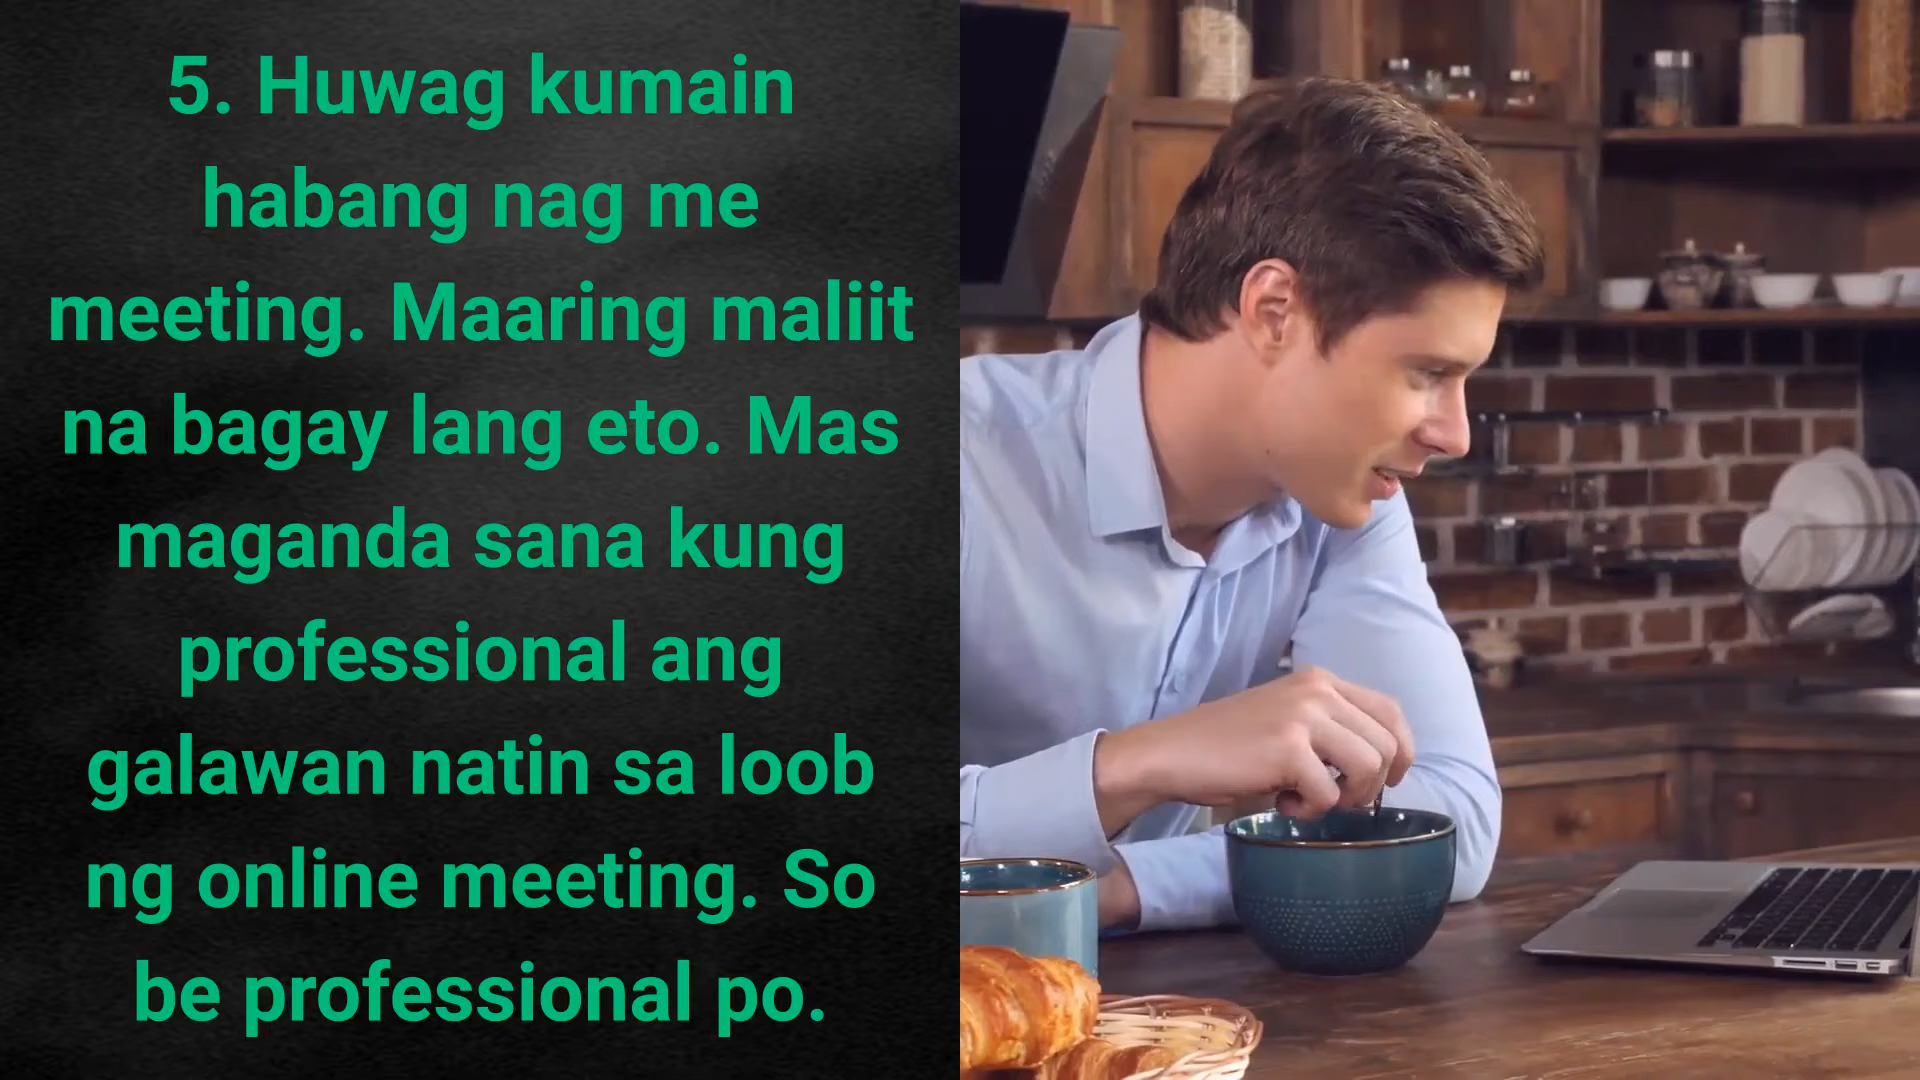 5. Huwag kumain
habang nag me
meeting. Maaring maliit
na bagay lang eto. Mas
maganda sana kung
professional ang
galawan natin sa loob
ng online meeting. So
be professional po.